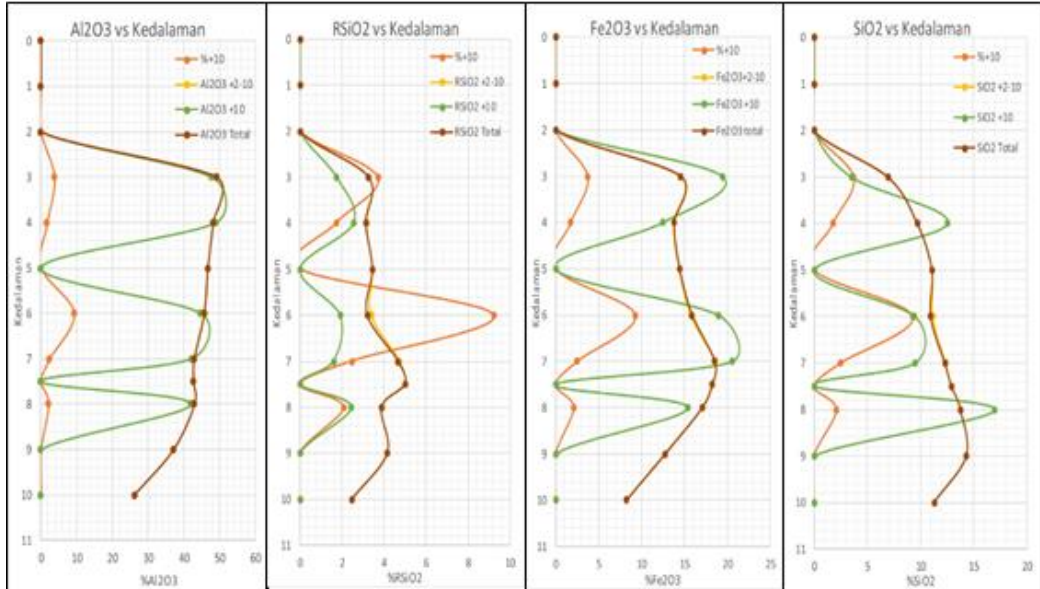 Al2O3 vs Kedalaman
%+10
Al2O3 +2-10
Al2O3 +10
Al2O3 Total
Kedalaman
0
1
2
3
4
5
6
7
8
9
10
11
0 10 20 30 40 50 60
%Al2O3
RSiO2 vs Kedalaman
%+10
RSiO2 +2-10
RSiO2 +10
RSiO2 Total
Kedalaman
0
1
2
3
4
5
6
7
8
9
10
11
0 2 4 6 8 10
%RSiO2
Fe2O3 vs Kedalaman
%+10
Fe2O3+2-10
Fe2O3+10
Fe2O3total
Kedalaman
0
1
2
3
4
5
6
7
8
9
10
11
0 5 10 15 20 25
%Fe2O3
SiO2 vs Kedalaman
%+10
SiO2 +2-10
SiO2 +10
SiO2 Total
Kedalaman
0
1
2
3
4
5
6
7
8
9
10
11
0 5 10 15 20
%SiO2